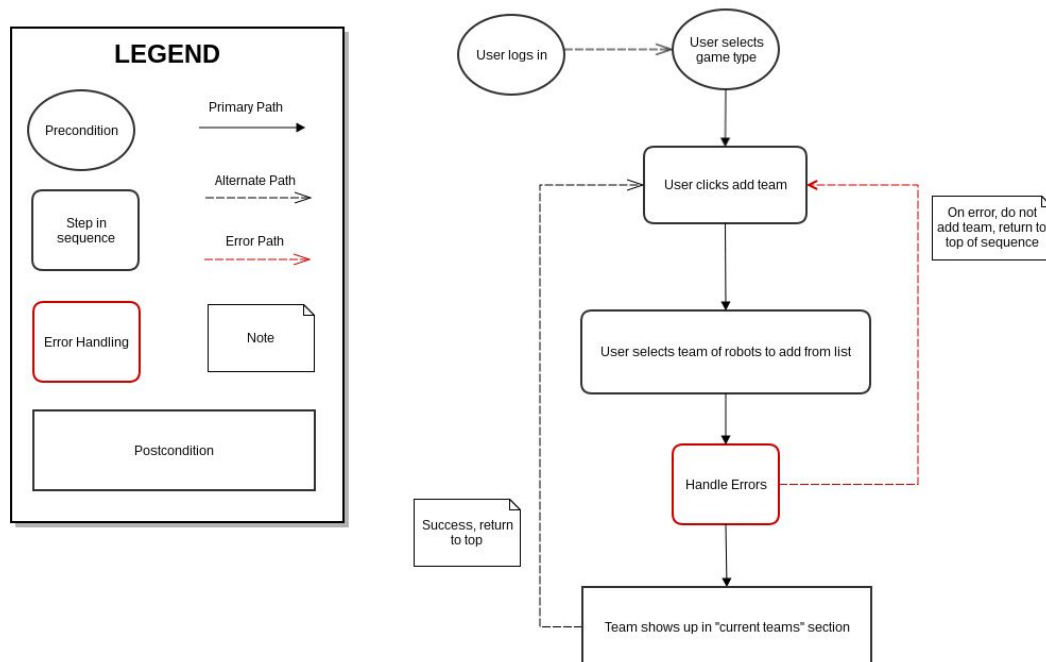 LEGEND
Precondition
Primary Path
Alternate Path
Step in
sequence
Error Path
Error Handling
Note
Postcondition
User logs in
User selects
game type
User clicks add team
On error, do not
add team, return to
top of sequence
User selects team of robots to add from list
Handle Errors
Success, return
to top
Team shows up in "current teams" section